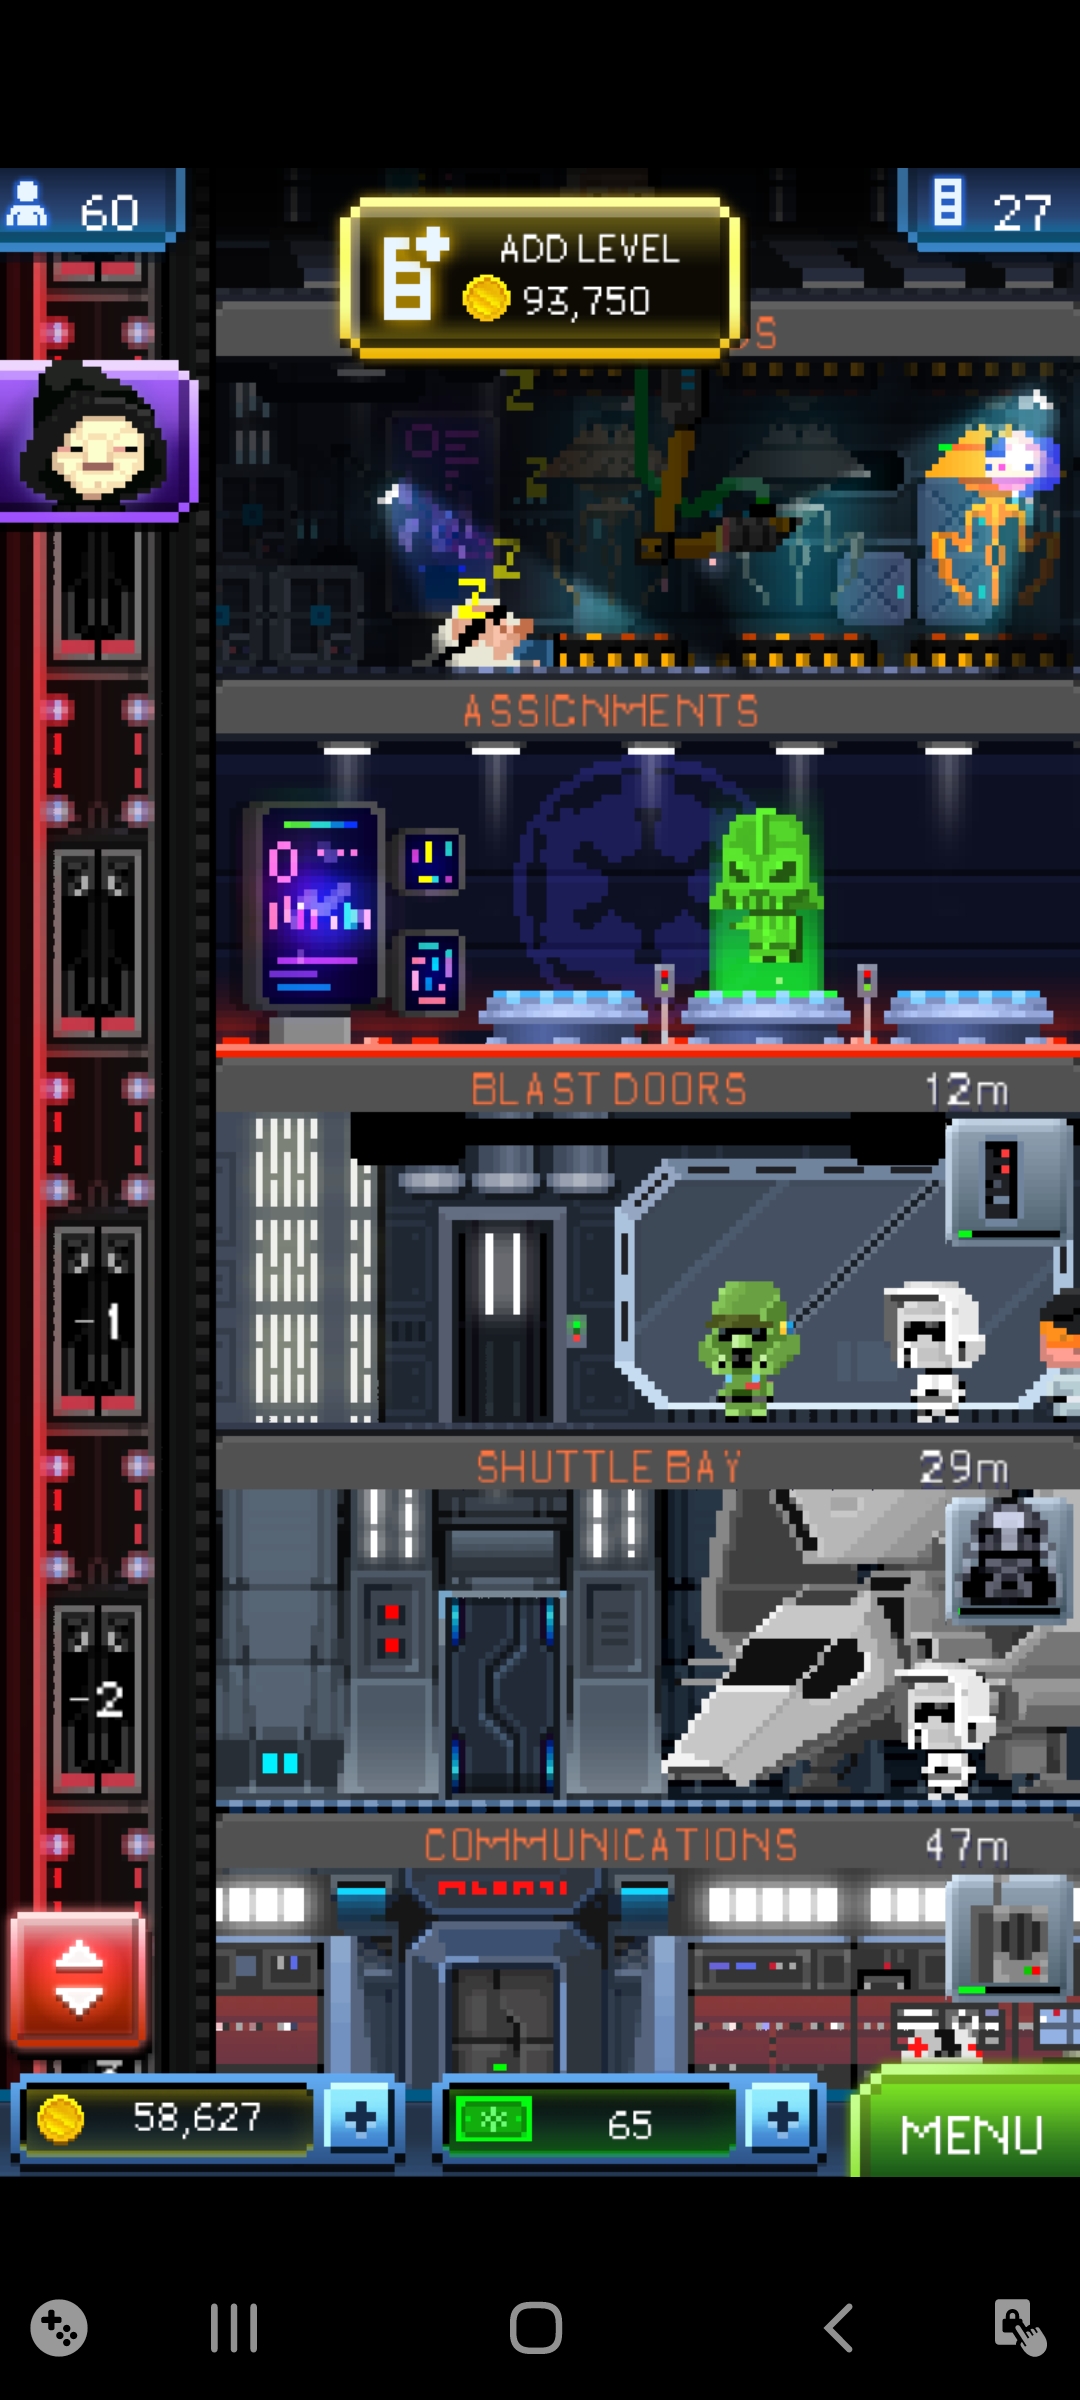 60
27
ADD LEVEL
93,750
S
Z
Z
Z
Z
ASSIGNMENTS
BLAST DOORS 12m
-1
SHUTTLE BAY 29m
-2
COMMUNICATIONS 47m
58,627
65
MENU